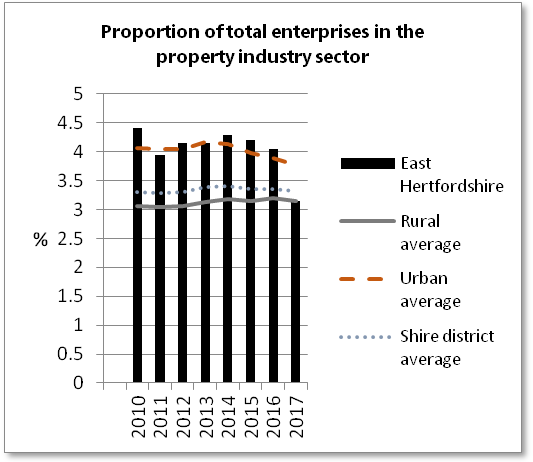 Proportion of total enterprises in the
property industry sector
5
4.5
4
3.5
3
%
2.5
2
1.5
1
0.5
0
2010
2011
2012
2013
2014
2015
2016
2017
East
Hertfordshire
Rural
average
Urban
average
Shire district
average